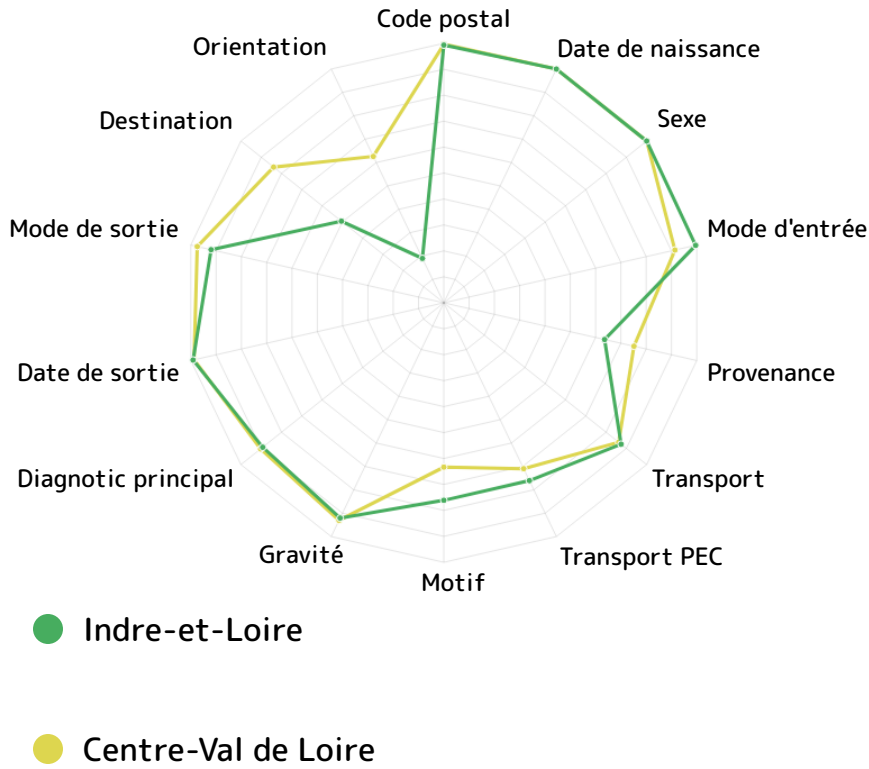 Code postal
Orientation
Date de naissance
Destination
Sexe
Mode de sortie
Mode d'entrée
Date de sortie
Provenance
Diagnotic principal
Transport
Gravité
Transport PEC
Motif
Indre-et-Loire
Centre-Val de Loire